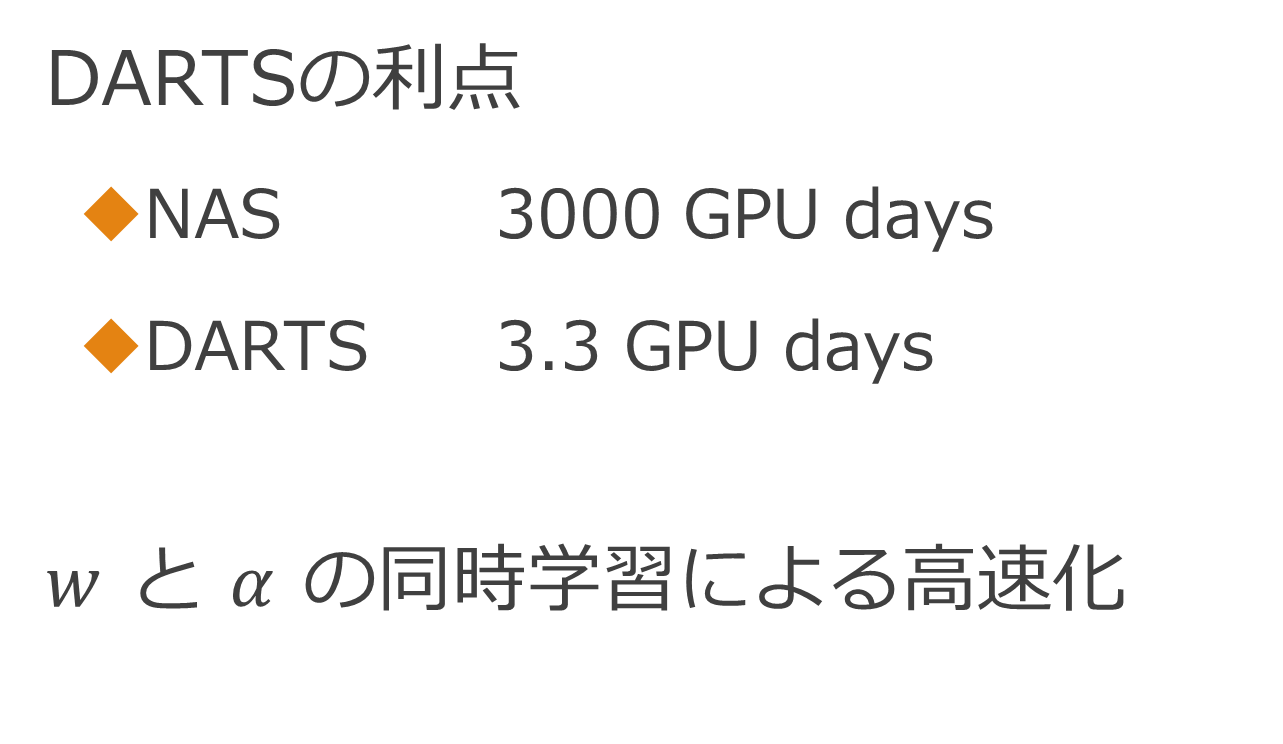 DARTSの利点
◆NAS 3000 GPU days
◆DARTS 3.3 GPU days
w と α の同時学習による高速化